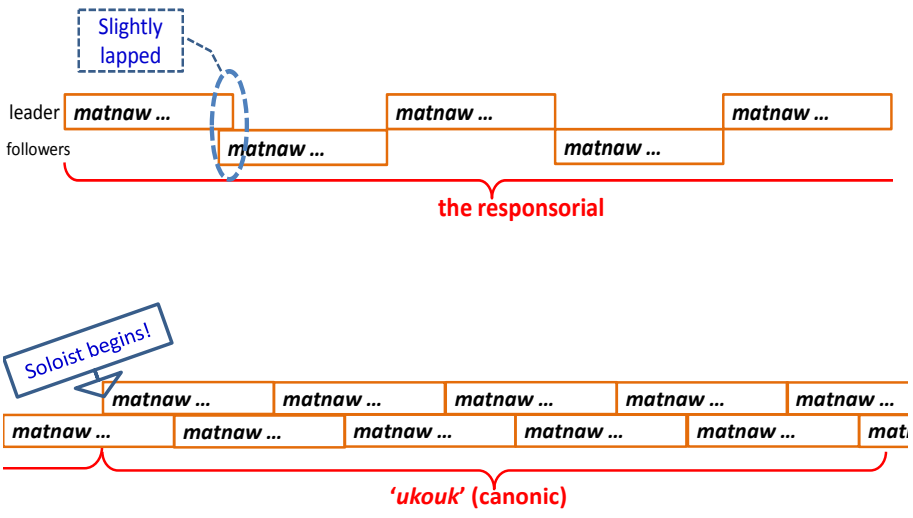 Slightly
lapped
leader matnaw ... matnaw ... matnaw ...
followers matnaw ... matnaw ...
the responsorial
Soloist begins!
matnaw ... matnaw ... matnaw ... matnaw ... matnaw ...
matnaw ... matnaw ... matnaw ... matnaw ... matnaw ... mat
‘ukouk’ (canonic)